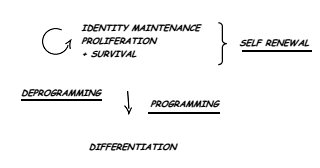 IDENTITY MAINTENANCE
PROLIFERATION
+ SURVIVAL
SELF RENEWAL
DEPROGRAMMING
PROGRAMMING
DIFFERENTIATION